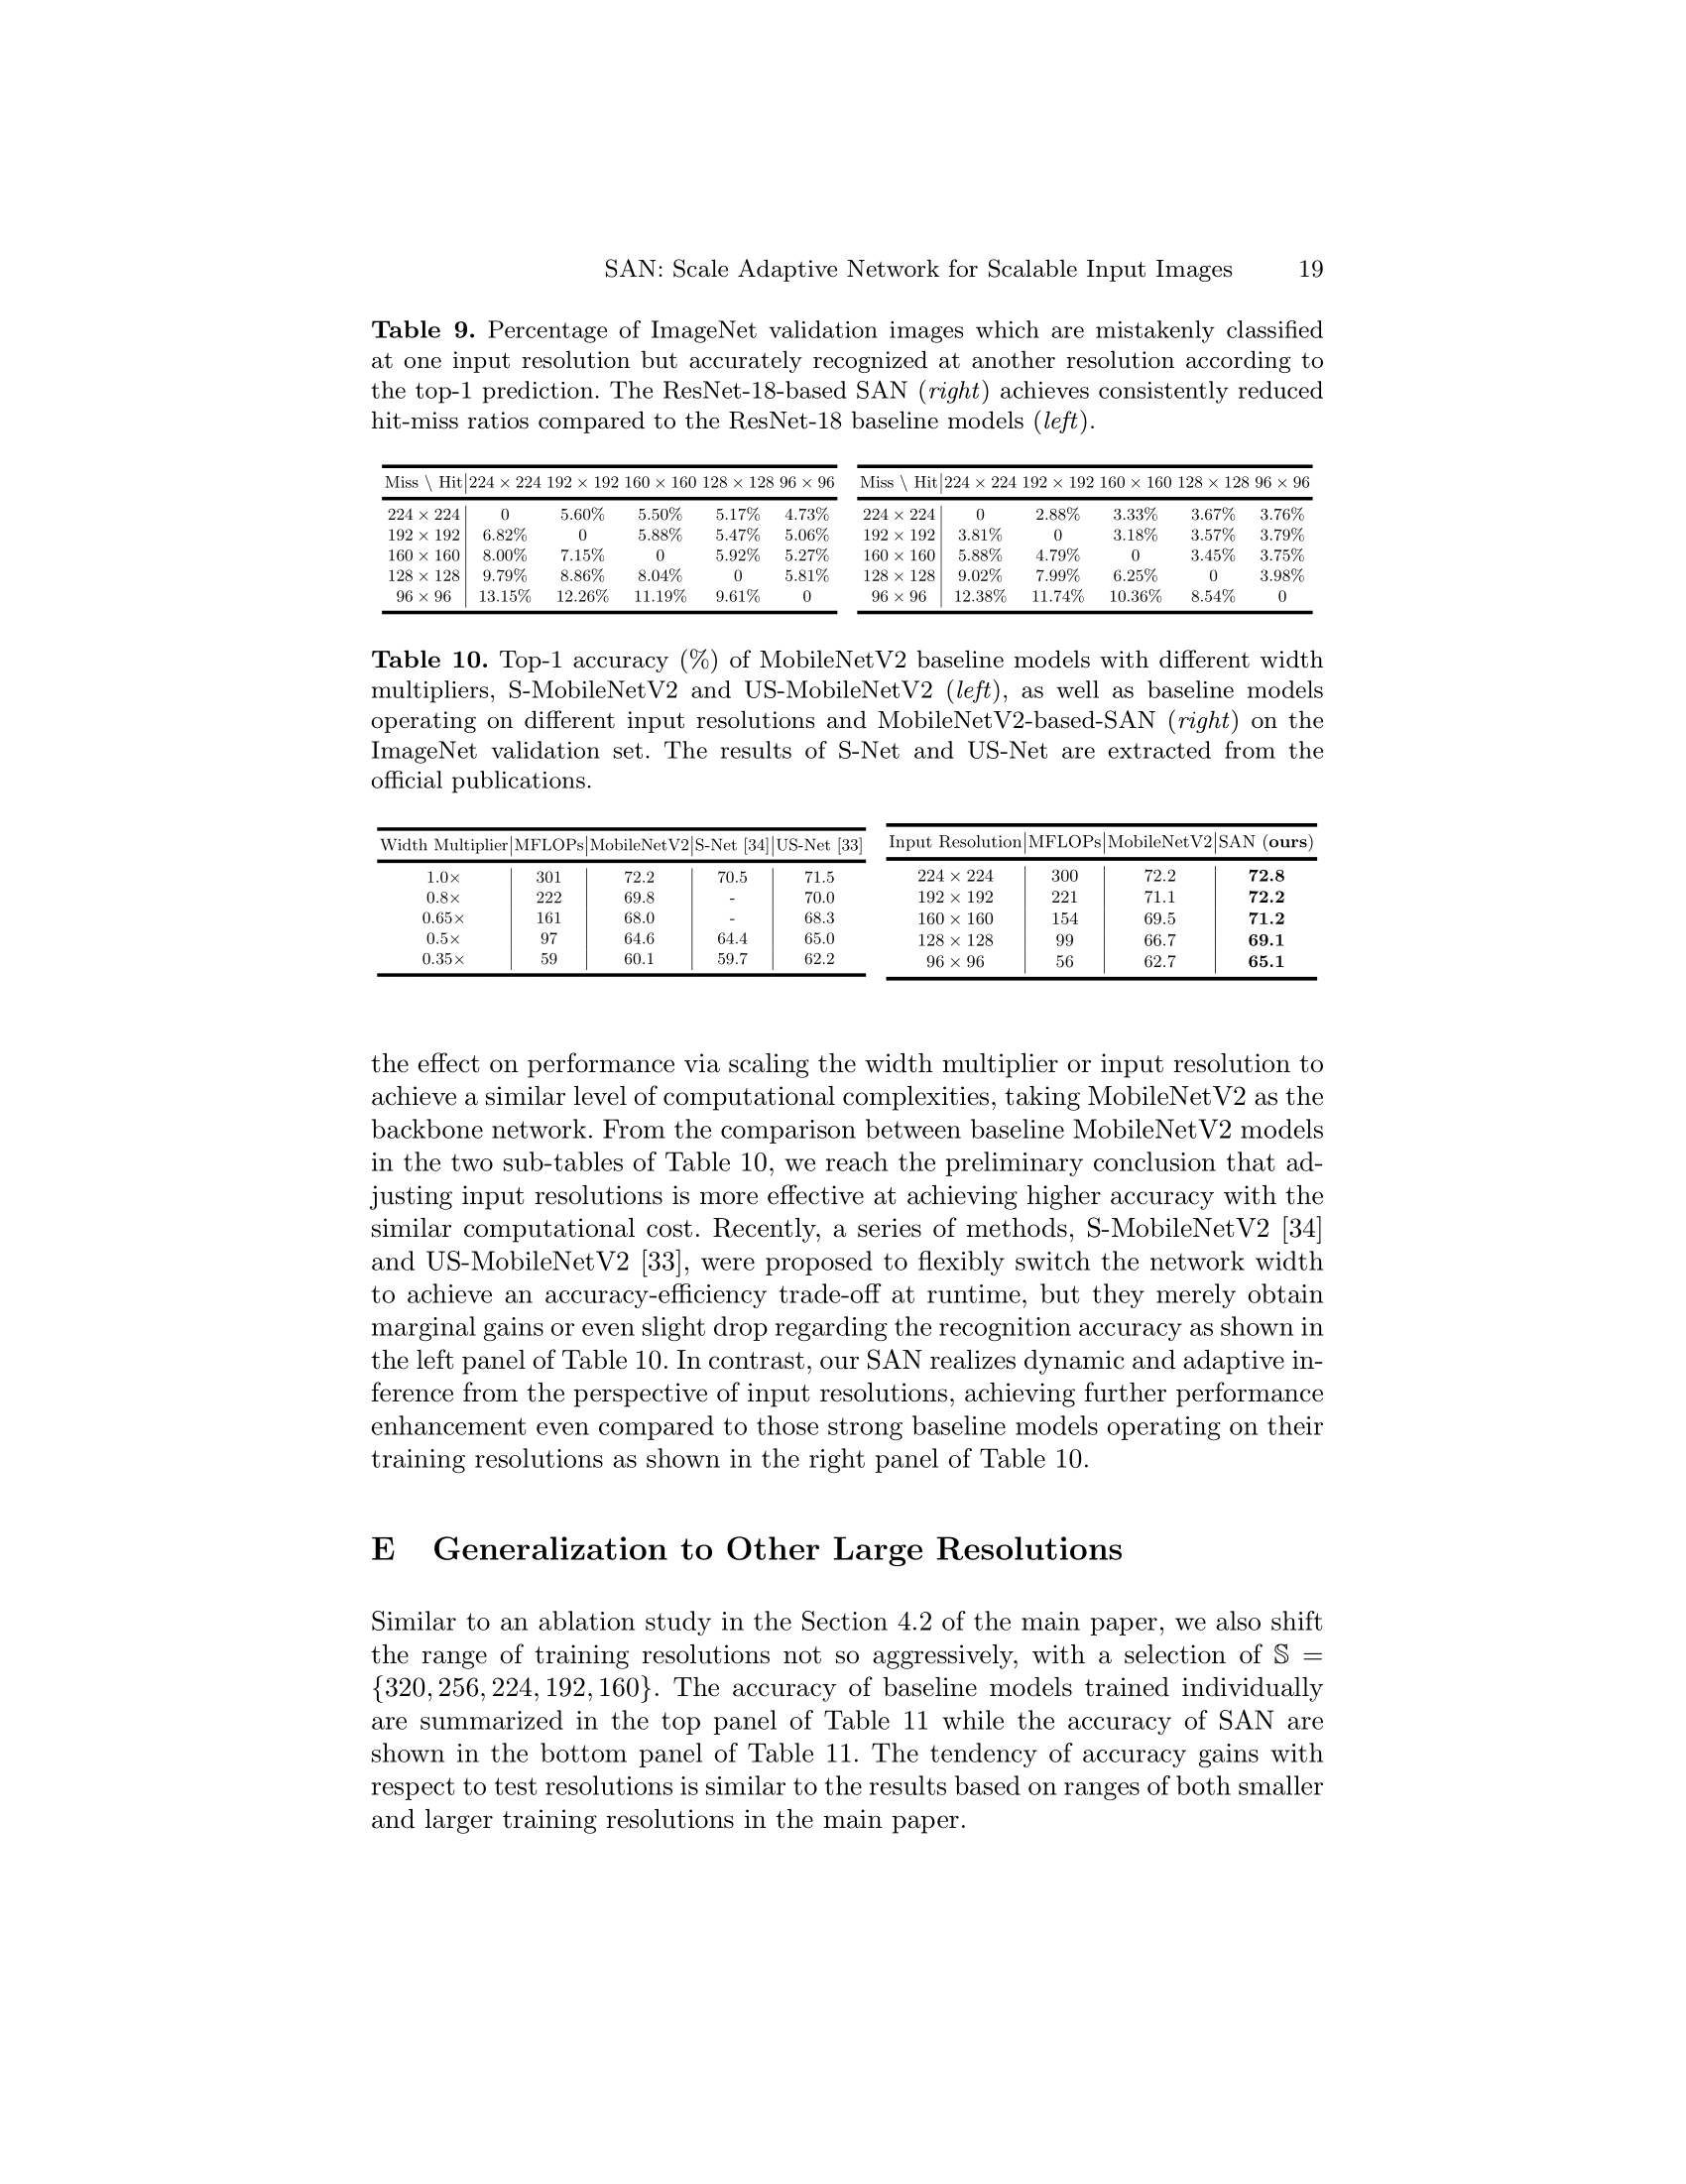 SAN: Scale Adaptive Network for Scalable Input Images 19
Table 9. Percentage of ImageNet validation images which are mistakenly classified
at one input resolution but accurately recognized at another resolution according to
the top-1 prediction. The ResNet-18-based SAN (right) achieves consistently reduced
hit-miss ratios compared to the ResNet-18 baseline models (left).
Miss \ Hit 224 × 224 192 × 192 160 × 160 128 × 128 96 × 96
224 × 224 0 5.60% 5.50% 5.17% 4.73%
192 × 192 6.82% 0 5.88% 5.47% 5.06%
160 × 160 8.00% 7.15% 0 5.92% 5.27%
128 × 128 9.79% 8.86% 8.04% 0 5.81%
96 × 96 13.15% 12.26% 11.19% 9.61% 0
Miss \ Hit 224 × 224 192 × 192 160 × 160 128 × 128 96 × 96
224 × 224 0 2.88% 3.33% 3.67% 3.76%
192 × 192 3.81% 0 3.18% 3.57% 3.79%
160 × 160 5.88% 4.79% 0 3.45% 3.75%
128 × 128 9.02% 7.99% 6.25% 0 3.98%
96 × 96 12.38% 11.74% 10.36% 8.54% 0
Table 10. Top-1 accuracy (%) of MobileNetV2 baseline models with different width
multipliers, S-MobileNetV2 and US-MobileNetV2 (left), as well as baseline models
operating on different input resolutions and MobileNetV2-based-SAN (right) on the
ImageNet validation set. The results of S-Net and US-Net are extracted from the
official publications.
Width Multiplier MFLOPs MobileNetV2 S-Net [34] US-Net [33]
1.0× 301 72.2 70.5 71.5
0.8× 222 69.8 - 70.0
0.65× 161 68.0 - 68.3
0.5× 97 64.6 64.4 65.0
0.35× 59 60.1 59.7 62.2
Input Resolution MFLOPs MobileNetV2 SAN (ours)
224 × 224 300 72.2 72.8
192 × 192 221 71.1 72.2
160 × 160 154 69.5 71.2
128 × 128 99 66.7 69.1
96 × 96 56 62.7 65.1
the effect on performance via scaling the width multiplier or input resolution to
achieve a similar level of computational complexities, taking MobileNetV2 as the
backbone network. From the comparison between baseline MobileNetV2 models
in the two sub-tables of Table 10, we reach the preliminary conclusion that ad-
justing input resolutions is more effective at achieving higher accuracy with the
similar computational cost. Recently, a series of methods, S-MobileNetV2 [34]
and US-MobileNetV2 [33], were proposed to flexibly switch the network width
to achieve an accuracy-efficiency trade-off at runtime, but they merely obtain
marginal gains or even slight drop regarding the recognition accuracy as shown in
the left panel of Table 10. In contrast, our SAN realizes dynamic and adaptive in-
ference from the perspective of input resolutions, achieving further performance
enhancement even compared to those strong baseline models operating on their
training resolutions as shown in the right panel of Table 10.
E Generalization to Other Large Resolutions
Similar to an ablation study in the Section 4.2 of the main paper, we also shift
the range of training resolutions not so aggressively, with a selection of 𝕊 =
{320, 256, 224, 192, 160}. The accuracy of baseline models trained individually
are summarized in the top panel of Table 11 while the accuracy of SAN are
shown in the bottom panel of Table 11. The tendency of accuracy gains with
respect to test resolutions is similar to the results based on ranges of both smaller
and larger training resolutions in the main paper.